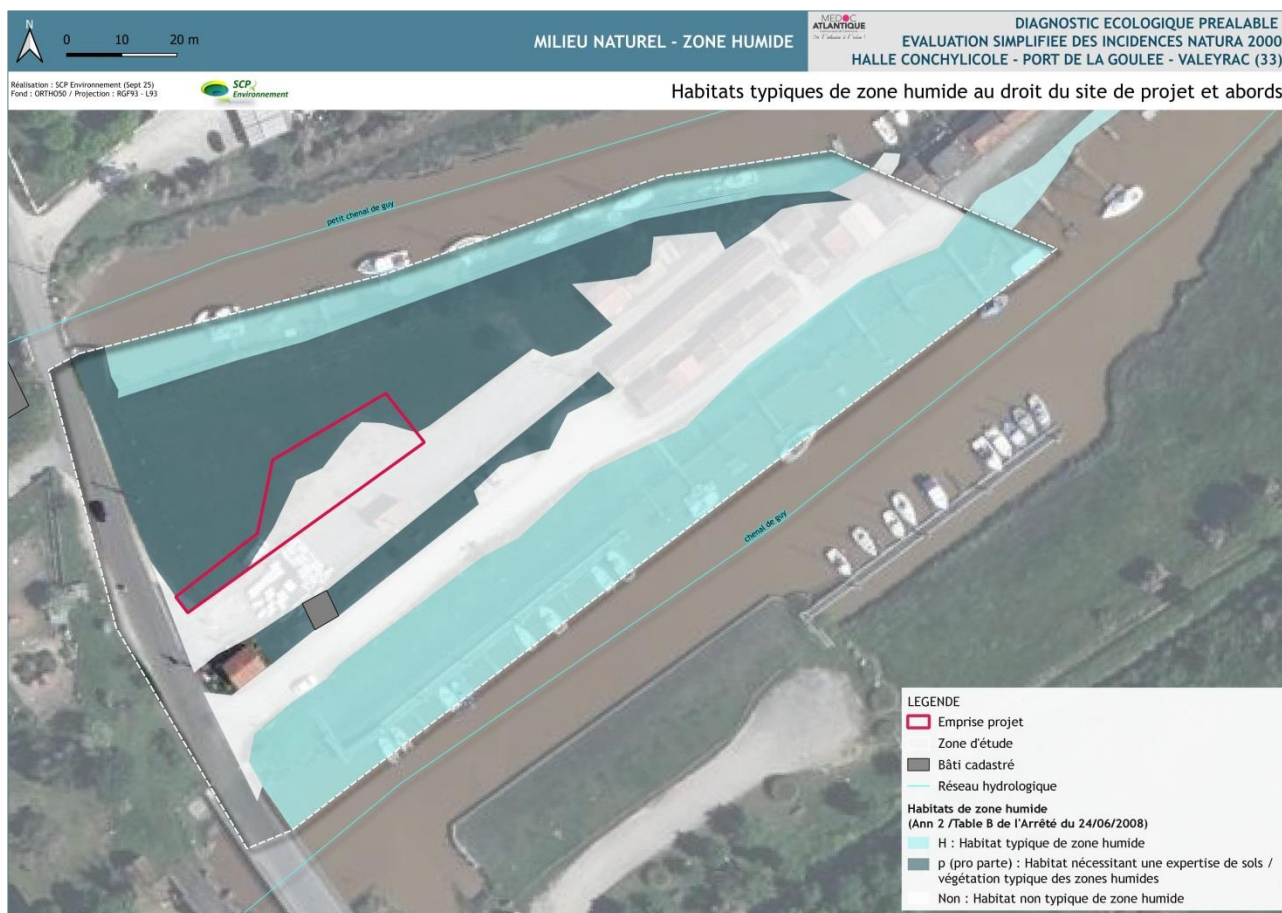 N
0 10 20 m
MILIEU NATUREL - ZONE HUMIDE
MEDOC
ATLANTIQUE
DIAGNOSTIC ECOLOGIQUE PREALABLE
EVALUATION SIMPLIFIEE DES INCIDENCES NATURA 2000
HALLE CONCHYLICOLE - PORT DE LA GOULEE - VALEYRAC (33)
Réalisation : SCP Environnement (Sept 25)
Fond : ORTHO50 / Projection : RGF93 - L93
SCP
Environnement
Habitats typiques de zone humide au droit du site de projet et abords
petit chenal de guy
chenal de guy
LEGENDE
Emprise projet
Zone d'étude
Bâti cadastré
Réseau hydrologique
Habitats de zone humide
(Ann 2 /Table B de l'Arrêté du 24/06/2008)
H : Habitat typique de zone humide
p (pro parte) : Habitat nécessitant une expertise de sols /
végétation typique des zones humides
Non : Habitat non typique de zone humide